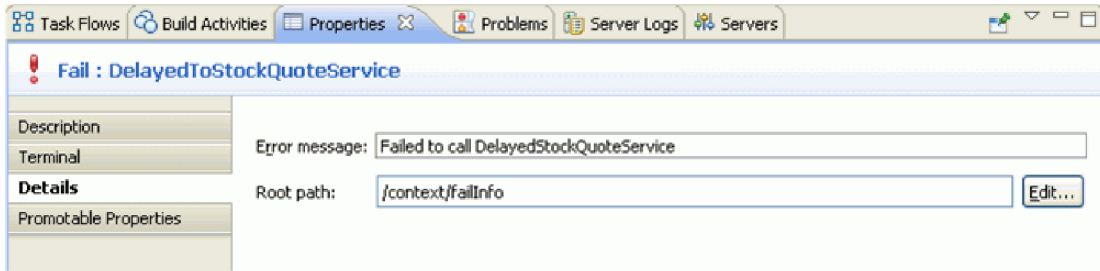 Task Flows Build Activities Properties Problems Server Logs Servers
Fail : DelayedToStockQuoteService
Description
Error message: Failed to call DelayedStockQuoteService
Terminal
Details
Root path: /context/failInfo Edit...
Promotable Properties